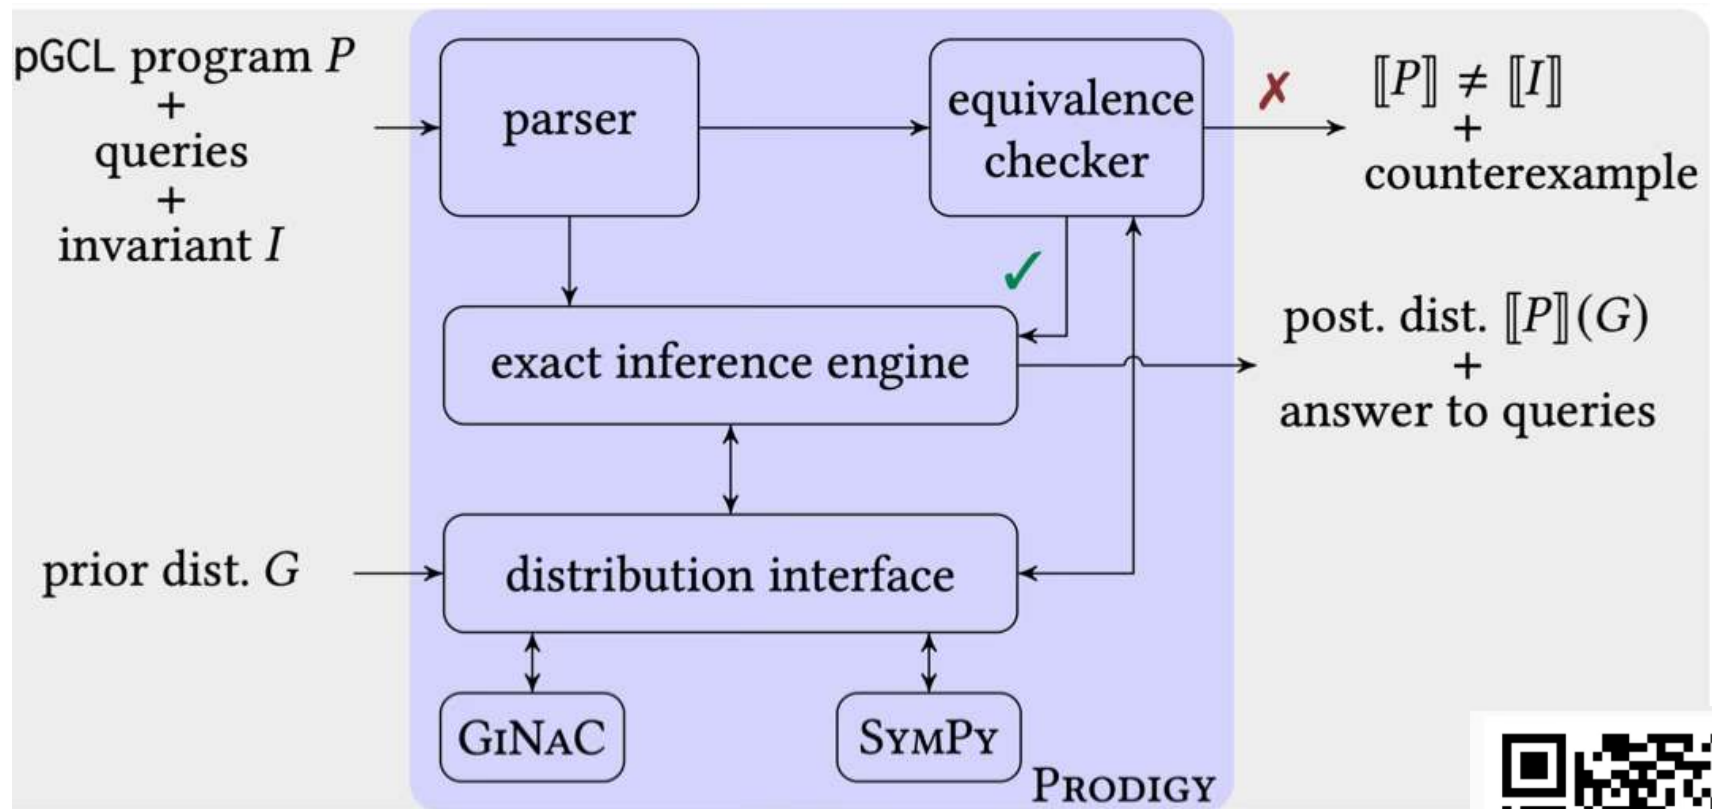 pGCL program P
+
queries
+
invariant I
parser
equivalence
checker
✗
⟦P⟧ ≠ ⟦I⟧
+
counterexample
✓
exact inference engine
post. dist. ⟦P⟧(G)
+
answer to queries
prior dist. G
distribution interface
GiNaC
SymPy
Prodigy